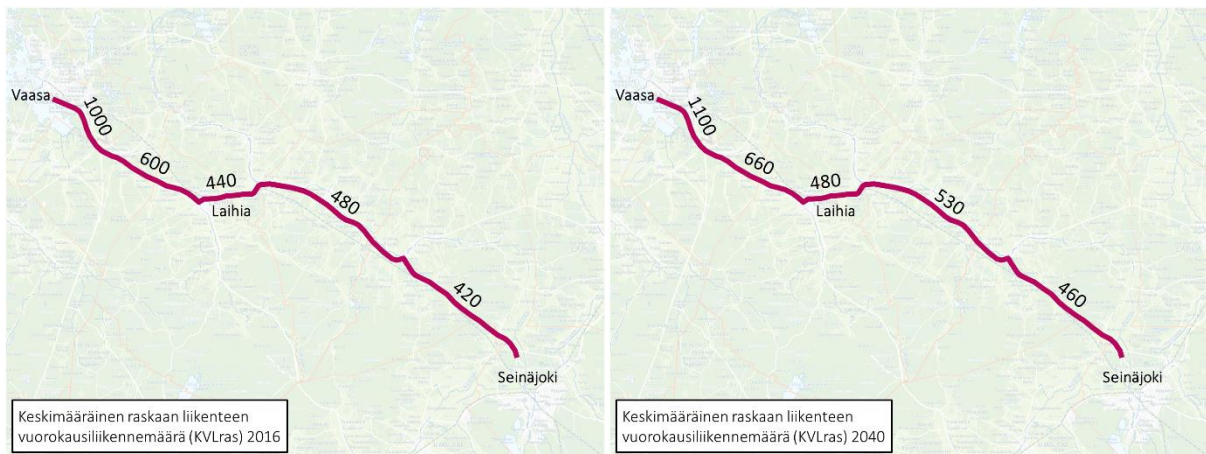 Vaasa
1000
600
440
Laihia
480
420
Seinäjoki
Keskimääräinen raskaan liikenteen
vuorokausiliikennemäärä (KVLras) 2016
Vaasa
1100
660
480
Laihia
530
460
Seinäjoki
Keskimääräinen raskaan liikenteen
vuorokausiliikennemäärä (KVLras) 2040